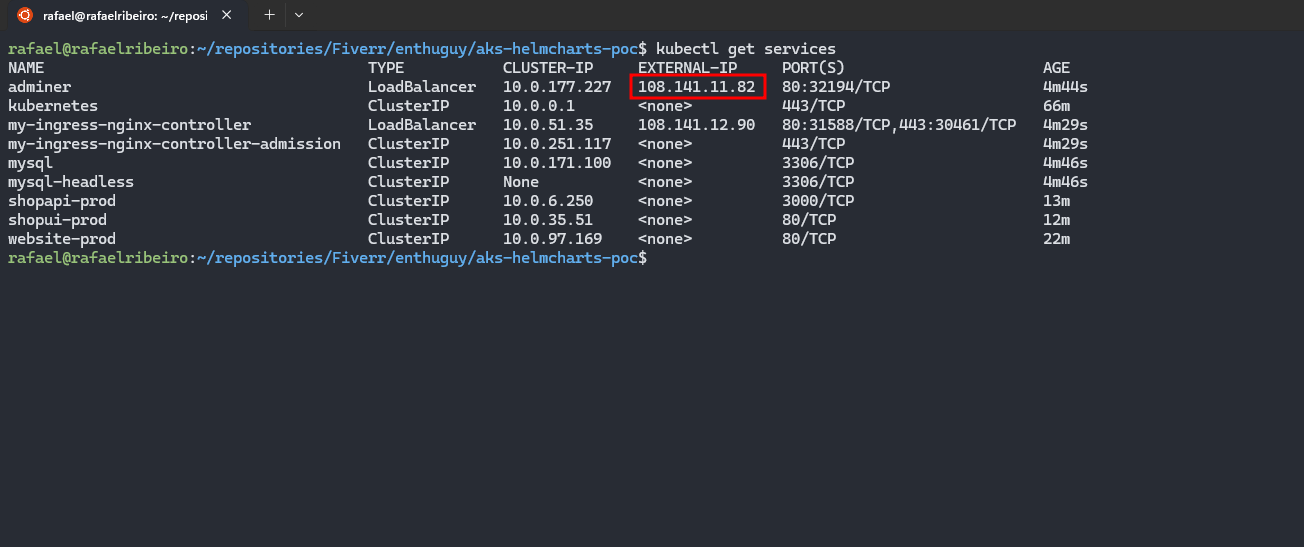 rafael@rafaelribeiro: ~/reposi
rafael@rafaelribeiro:~/repositories/Fiverr/enthuguy/aks-helmcharts-poc$ kubectl get services
NAME TYPE CLUSTER-IP EXTERNAL-IP PORT(S) AGE
adminer LoadBalancer 10.0.177.227 108.141.11.82 80:32194/TCP 4m44s
kubernetes ClusterIP 10.0.0.1 <none> 443/TCP 66m
my-ingress-nginx-controller LoadBalancer 10.0.51.35 108.141.12.90 80:31588/TCP,443:30461/TCP 4m29s
my-ingress-nginx-controller-admission ClusterIP 10.0.251.117 <none> 443/TCP 4m29s
mysql ClusterIP 10.0.171.100 <none> 3306/TCP 4m46s
mysql-headless ClusterIP None <none> 3306/TCP 4m46s
shopapi-prod ClusterIP 10.0.6.250 <none> 3000/TCP 13m
shopui-prod ClusterIP 10.0.35.51 <none> 80/TCP 12m
website-prod ClusterIP 10.0.97.169 <none> 80/TCP 22m
rafael@rafaelribeiro:~/repositories/Fiverr/enthuguy/aks-helmcharts-poc$